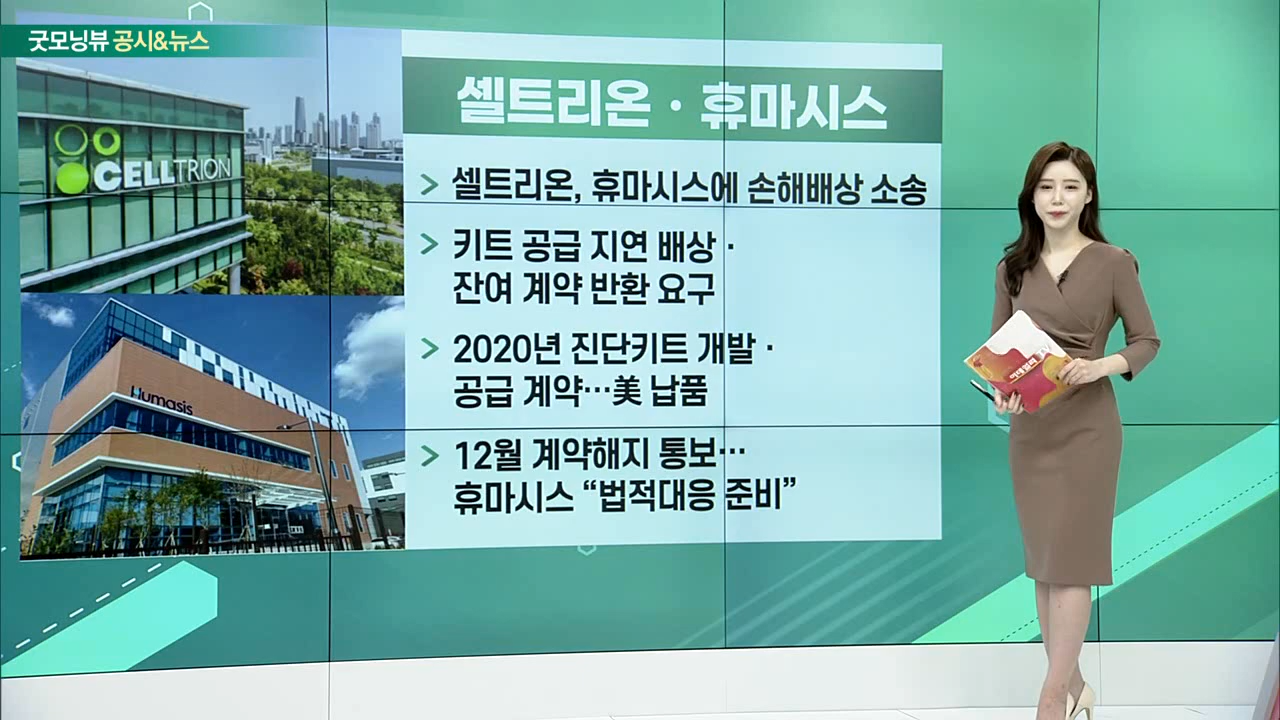 굿모닝뷰 공시&뉴스
셀트리온 · 휴마시스
CELLTRION
> 셀트리온, 휴마시스에 손해배상 소송
> 키트 공급 지연 배상 ·
잔여 계약 반환 요구
> 2020년 진단키트 개발 ·
공급 계약…美 납품
Humasis
> 12월 계약해지 통보…
휴마시스 “법적대응 준비”
이데일리